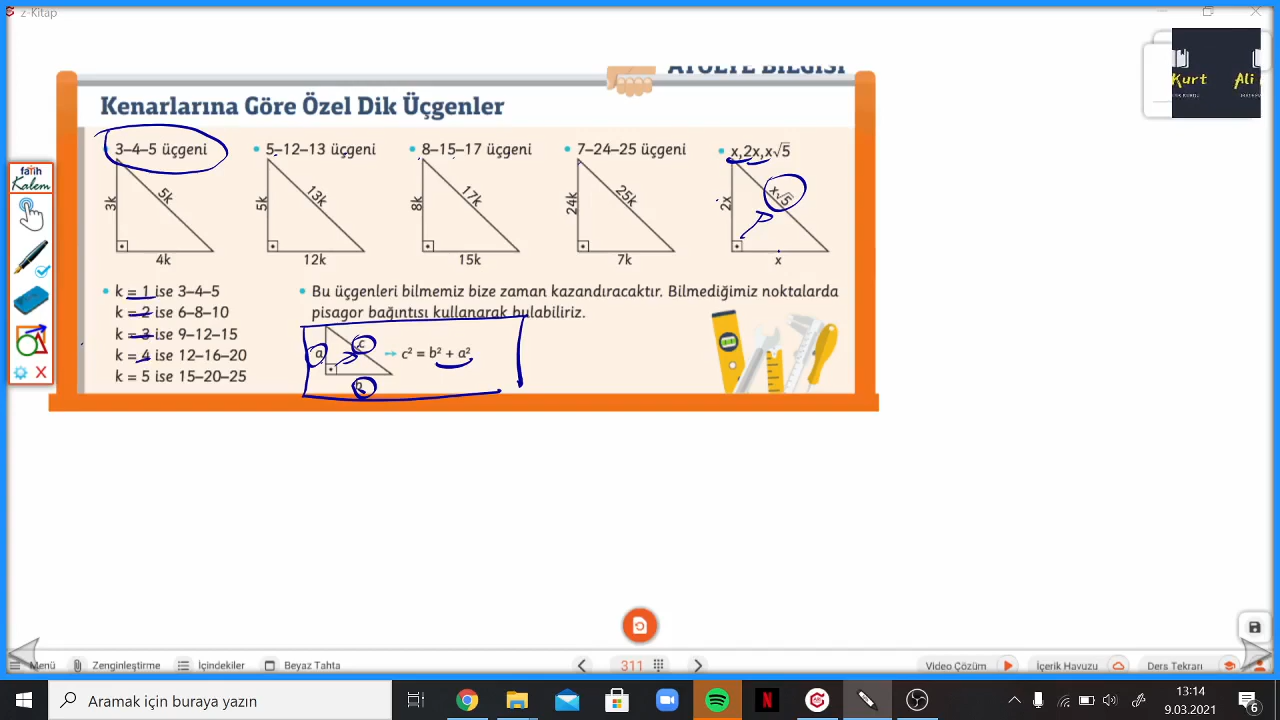 z-Kitap
ATÖLYE BİLGİSİ
Kurt Ali
Kenarlarına Göre Özel Dik Üçgenler
• 3–4–5 üçgeni
• 5–12–13 üçgeni
• 8–15–17 üçgeni
• 7–24–25 üçgeni
• x,2x,x√5
fatih
Kalem
3k 5k 4k
5k 13k 12k
8k 17k 15k
24k 25k 7k
2x x√5 x
• k = 1 ise 3–4–5
k = 2 ise 6–8–10
k = 3 ise 9–12–15
k = 4 ise 12–16–20
k = 5 ise 15–20–25
• Bu üçgenleri bilmemiz bize zaman kazandıracaktır. Bilmediğimiz noktalarda
pisagor bağıntısı kullanarak bulabiliriz.
a c b → c² = b² + a²
Menü Zenginleştirme İçindekiler Beyaz Tahta 311 Video Çözüm İçerik Havuzu Ders Tekrarı
Aramak için buraya yazın
13:14
9.03.2021
6